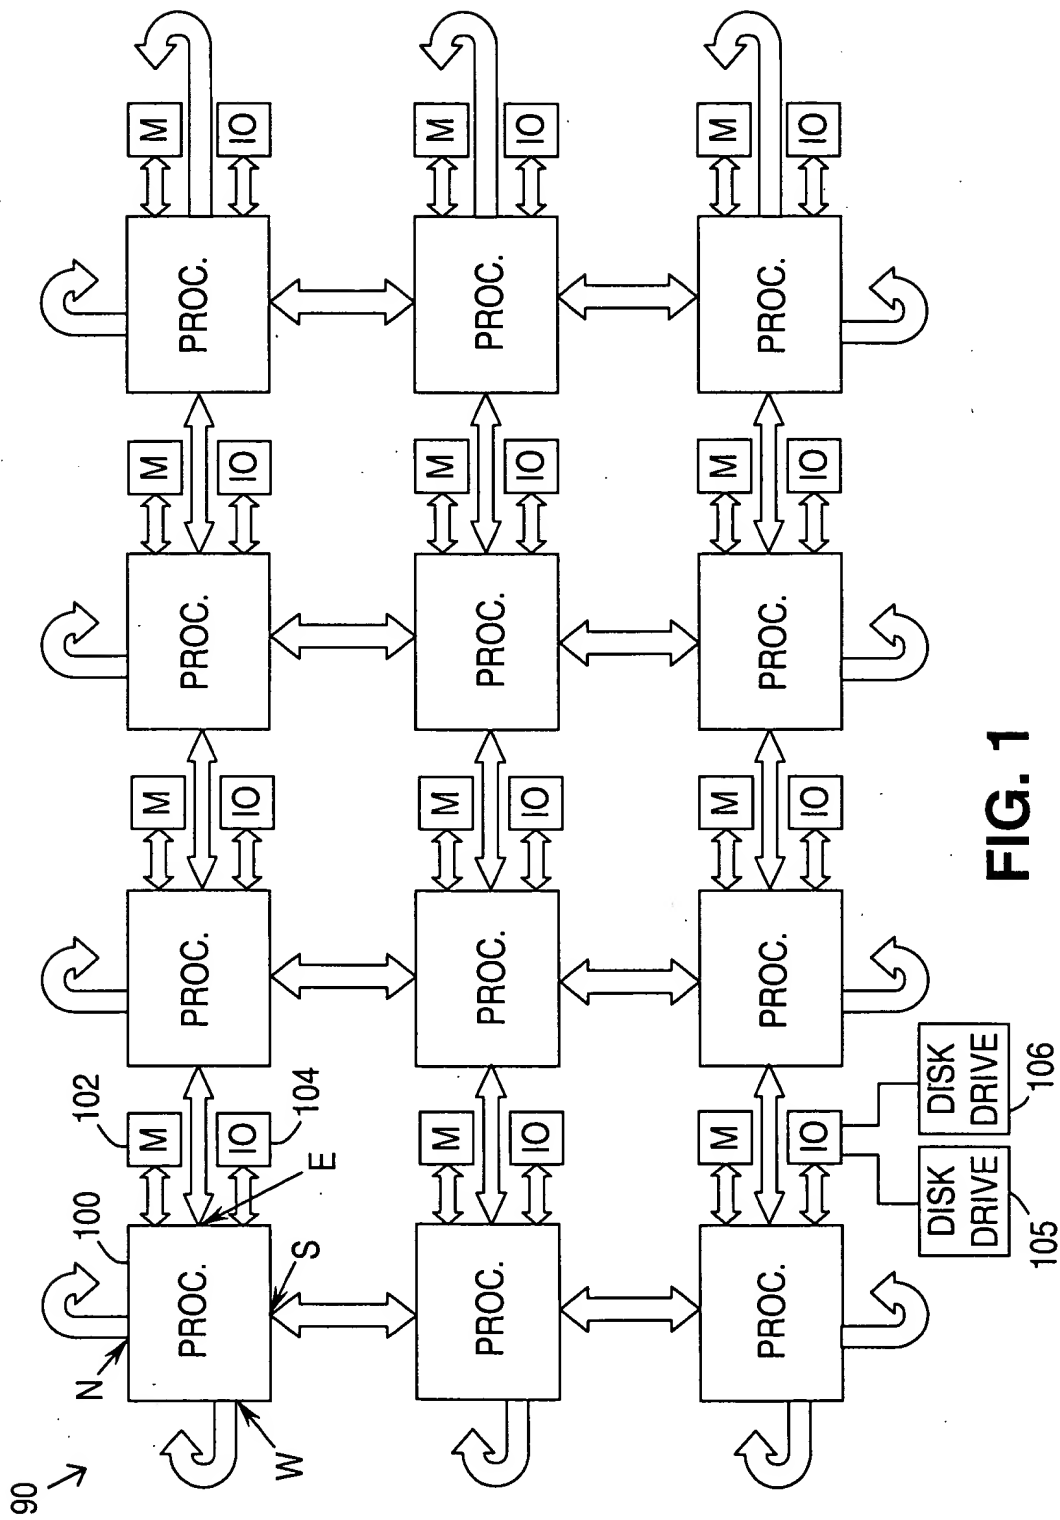 90
N
100
102
M M M M
PROC. PROC. PROC. PROC.
IO IO IO IO
W
S
E
104
M M M M
PROC. PROC. PROC. PROC.
IO IO IO IO
M M M M
PROC. PROC. PROC. PROC.
IO IO IO IO
DISK
DRIVE
105
DISK
DRIVE
106
FIG. 1